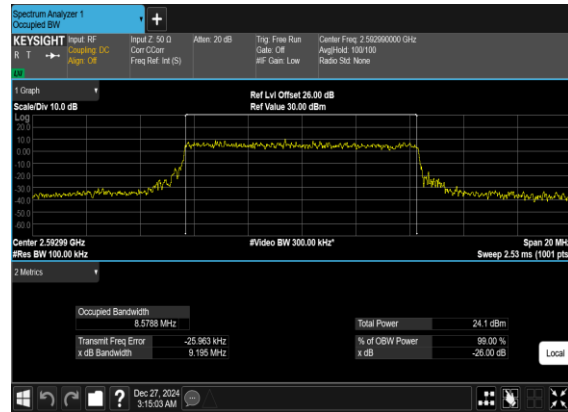 Spectrum Analyzer 1
Occupied BW
+
KEYSIGHT
R T
LXI
Input: RF
Coupling: DC
Align: Off
Input Z: 50 Ω
Corr CCorr
Freq Ref: Int (S)
Atten: 20 dB
Trig: Free Run
Gate: Off
#IF Gain: Low
Center Freq: 2.592990000 GHz
Avg|Hold: 100/100
Radio Std: None
1 Graph
Scale/Div 10.0 dB
Ref Lvl Offset 26.00 dB
Ref Value 30.00 dBm
Log
20.0
10.0
0.00
-10.0
-20.0
-30.0
-40.0
-50.0
-60.0
Center 2.59299 GHz
#Res BW 100.00 kHz
#Video BW 300.00 kHz*
Span 20 MHz
Sweep 2.53 ms (1001 pts
2 Metrics
Occupied Bandwidth
8.5788 MHz
Transmit Freq Error -25.963 kHz
x dB Bandwidth 9.195 MHz
Total Power 24.1 dBm
% of OBW Power 99.00 %
x dB -26.00 dB
Local
?
Dec 27, 2024
3:15:03 AM